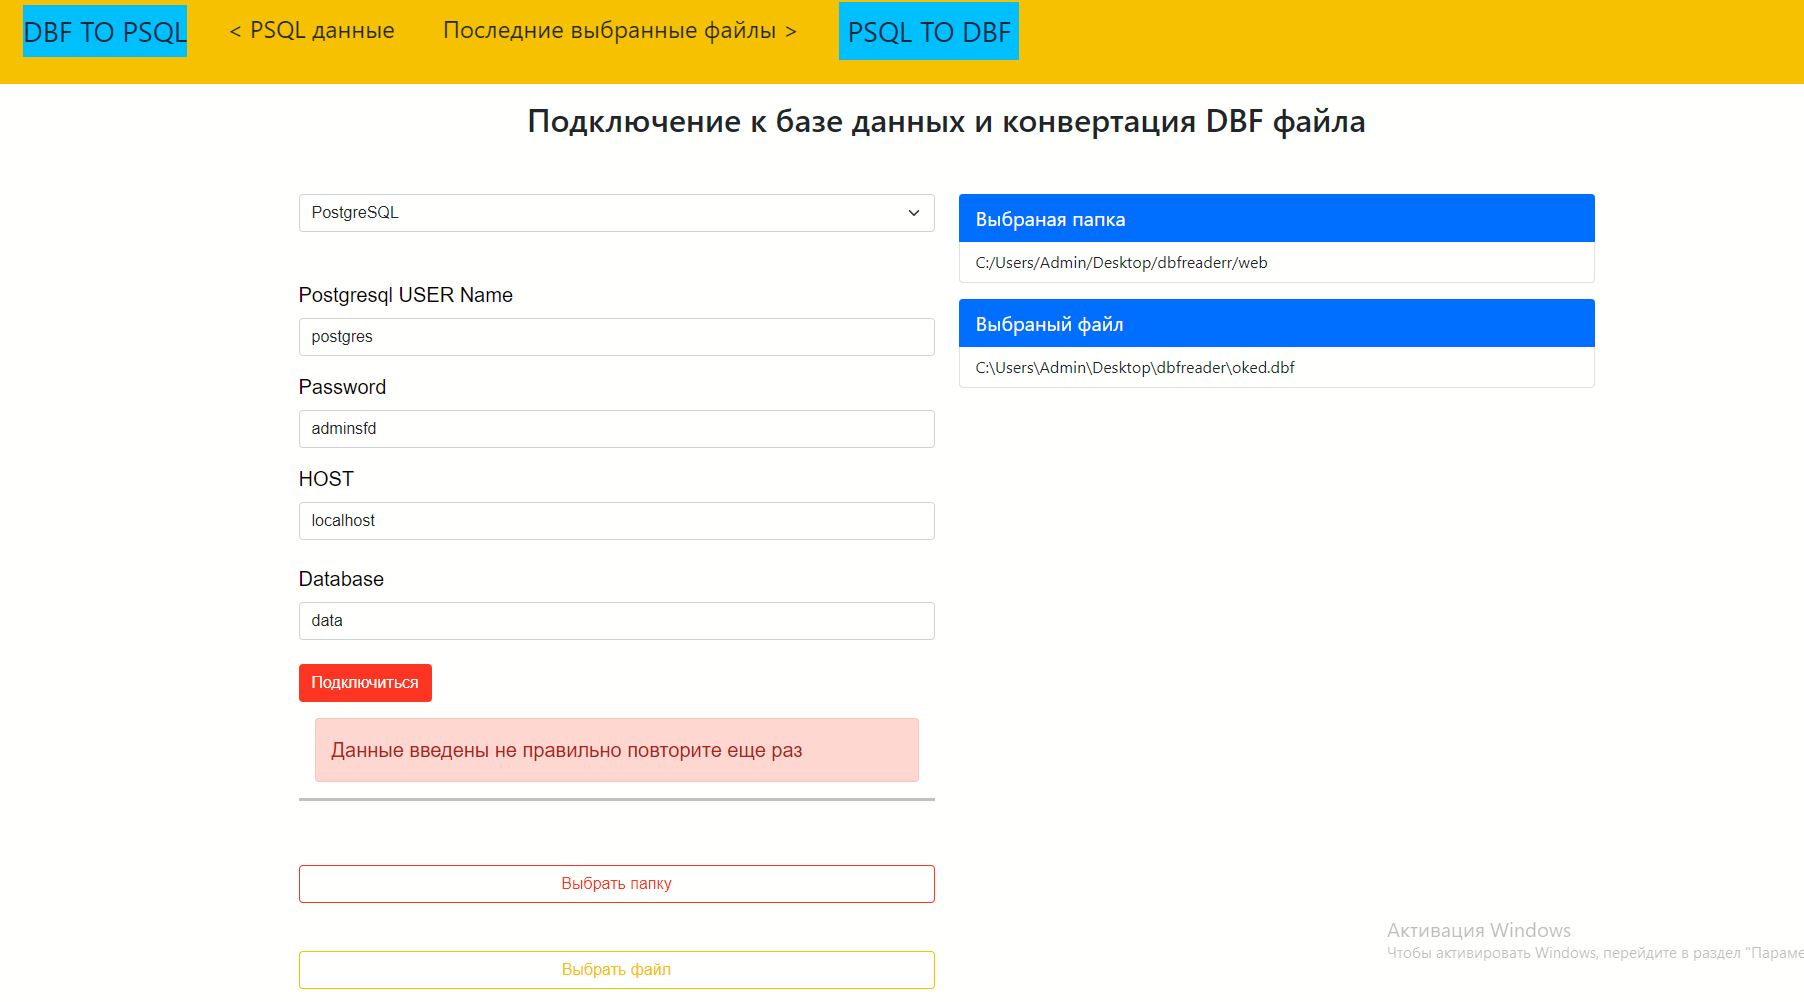 DBF TO PSQL
< PSQL данные
Последние выбранные файлы >
PSQL TO DBF
Подключение к базе данных и конвертация DBF файла
PostgreSQL
Postgresql USER Name
postgres
Password
adminsfd
HOST
localhost
Database
data
Подключиться
Данные введены не правильно повторите еще раз
Выбрать папку
Выбрать файл
Выбраная папка
C:/Users/Admin/Desktop/dbfreaderr/web
Выбраный файл
C:\Users\Admin\Desktop\dbfreader\oked.dbf
Активация Windows
Чтобы активировать Windows, перейдите в раздел "Параме